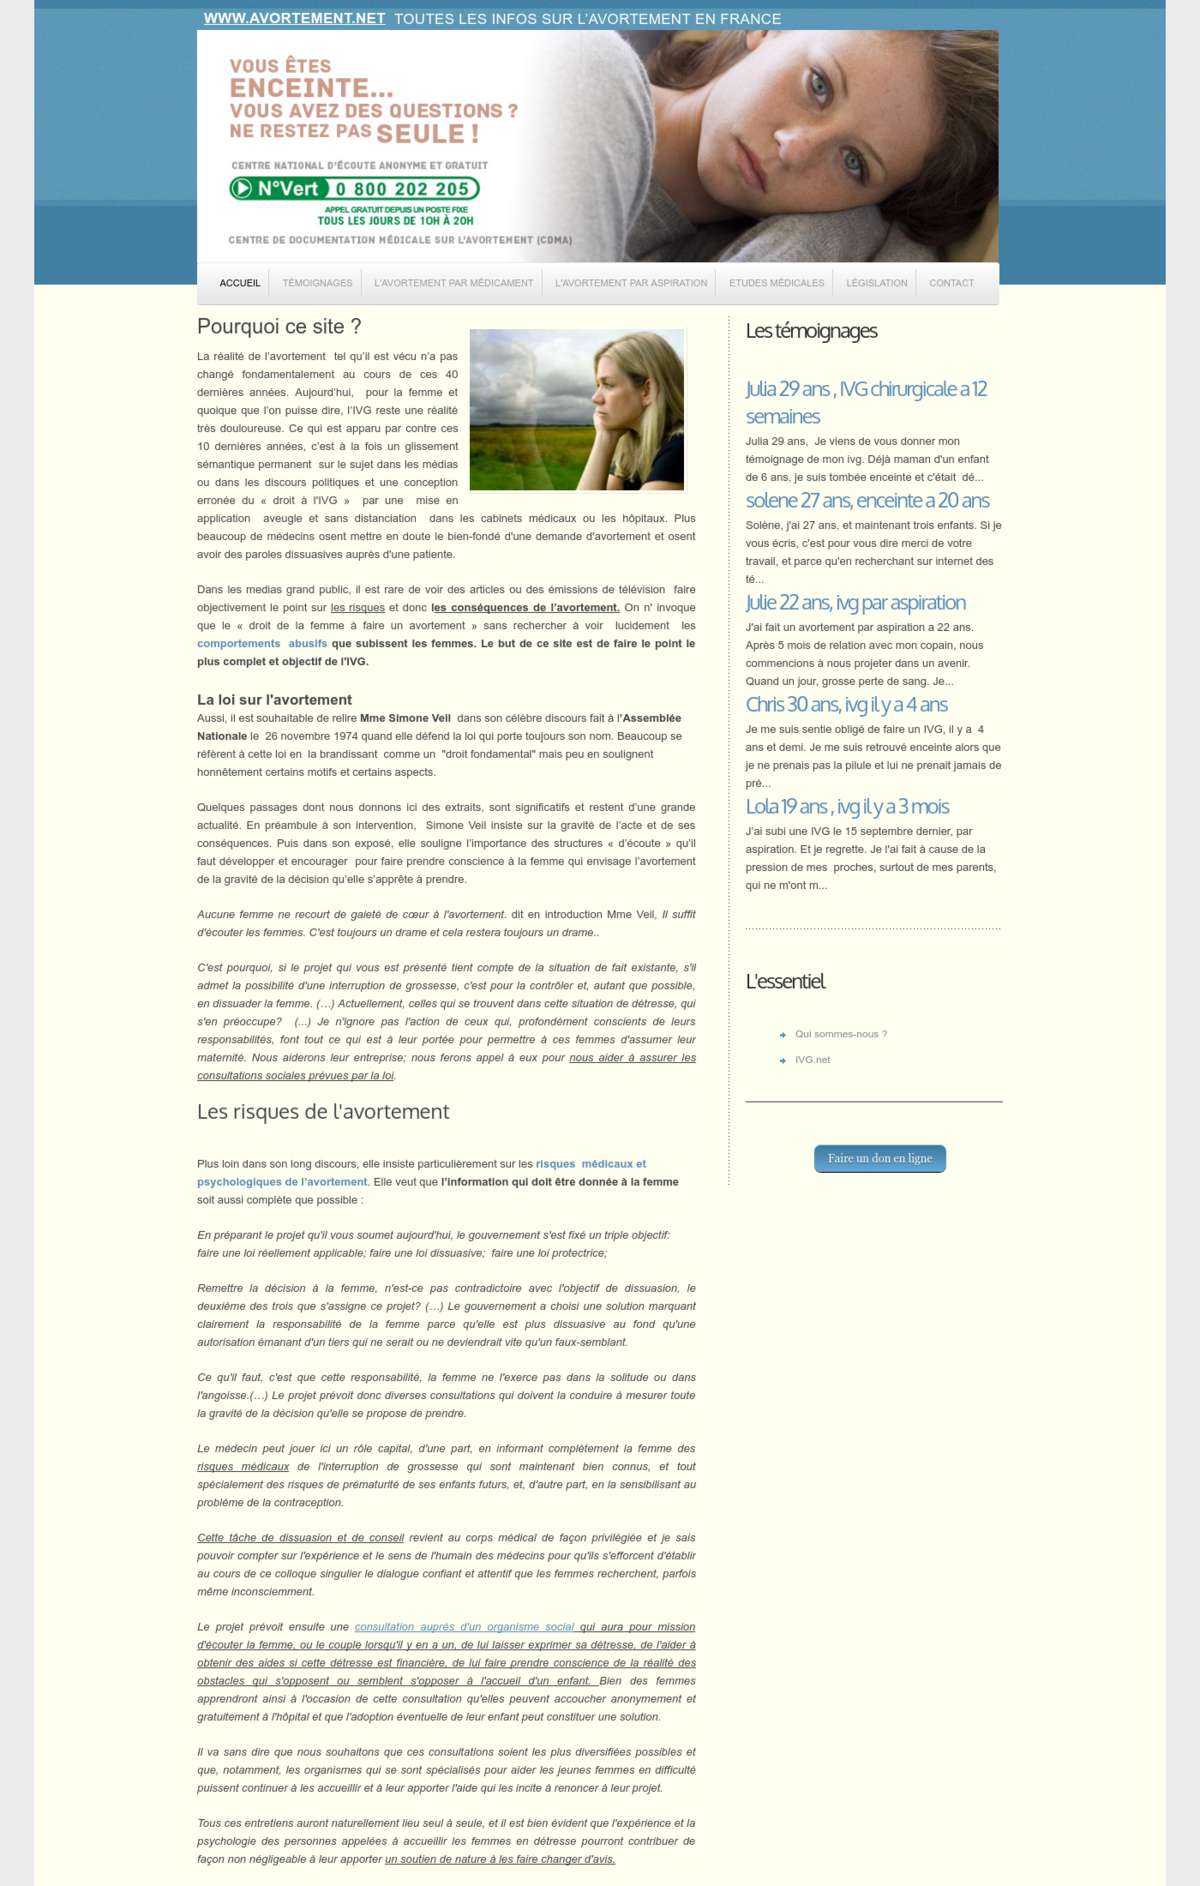 WWW.AVORTEMENT.NET TOUTES LES INFOS SUR L'AVORTEMENT EN FRANCE
VOUS ÊTES
ENCEINTE...
VOUS AVEZ DES QUESTIONS ?
NE RESTEZ PAS SEULE !
CENTRE NATIONAL D'ÉCOUTE ANONYME ET GRATUIT
N°Vert 0 800 202 205
APPEL GRATUIT DEPUIS UN POSTE FIXE
TOUS LES JOURS DE 10H À 20H
CENTRE DE DOCUMENTATION MÉDICALE SUR L'AVORTEMENT (CDMA)
ACCUEIL TÉMOIGNAGES L'AVORTEMENT PAR MÉDICAMENT L'AVORTEMENT PAR ASPIRATION ETUDES MÉDICALES LÉGISLATION CONTACT
Pourquoi ce site ?
La réalité de l'avortement tel qu'il est vécu n'a pas
changé fondamentalement au cours de ces 40
dernières années. Aujourd'hui, pour la femme et
quoique que l'on puisse dire, l'IVG reste une réalité
très douloureuse. Ce qui est apparu par contre ces
10 dernières années, c'est à la fois un glissement
sémantique permanent sur le sujet dans les médias
ou dans les discours politiques et une conception
erronée du « droit à l'IVG » par une mise en
application aveugle et sans distanciation dans les cabinets médicaux ou les hôpitaux. Plus
beaucoup de médecins osent mettre en doute le bien-fondé d'une demande d'avortement et osent
avoir des paroles dissuasives auprès d'une patiente.
Dans les medias grand public, il est rare de voir des articles ou des émissions de télévision faire
objectivement le point sur les risques et donc les conséquences de l'avortement. On n' invoque
que le « droit de la femme à faire un avortement » sans rechercher à voir lucidement les
comportements abusifs que subissent les femmes. Le but de ce site est de faire le point le
plus complet et objectif de l'IVG.
La loi sur l'avortement
Aussi, il est souhaitable de relire Mme Simone Veil dans son célèbre discours fait à l'Assemblée
Nationale le 26 novembre 1974 quand elle défend la loi qui porte toujours son nom. Beaucoup se
réfèrent à cette loi en la brandissant comme un "droit fondamental" mais peu en soulignent
honnêtement certains motifs et certains aspects.
Quelques passages dont nous donnons ici des extraits, sont significatifs et restent d'une grande
actualité. En préambule à son intervention, Simone Veil insiste sur la gravité de l'acte et de ses
conséquences. Puis dans son exposé, elle souligne l'importance des structures « d'écoute » qu'il
faut développer et encourager pour faire prendre conscience à la femme qui envisage l'avortement
de la gravité de la décision qu'elle s'apprête à prendre.
Aucune femme ne recourt de gaieté de cœur à l'avortement. dit en introduction Mme Veil, Il suffit
d'écouter les femmes. C'est toujours un drame et cela restera toujours un drame..
C'est pourquoi, si le projet qui vous est présenté tient compte de la situation de fait existante, s'il
admet la possibilité d'une interruption de grossesse, c'est pour la contrôler et, autant que possible,
en dissuader la femme. (…) Actuellement, celles qui se trouvent dans cette situation de détresse, qui
s'en préoccupe? (...) Je n'ignore pas l'action de ceux qui, profondément conscients de leurs
responsabilités, font tout ce qui est à leur portée pour permettre à ces femmes d'assumer leur
maternité. Nous aiderons leur entreprise; nous ferons appel à eux pour nous aider à assurer les
consultations sociales prévues par la loi.
Les risques de l'avortement
Plus loin dans son long discours, elle insiste particulièrement sur les risques médicaux et
psychologiques de l'avortement. Elle veut que l'information qui doit être donnée à la femme
soit aussi complète que possible :
En préparant le projet qu'il vous soumet aujourd'hui, le gouvernement s'est fixé un triple objectif:
faire une loi réellement applicable; faire une loi dissuasive; faire une loi protectrice;
Remettre la décision à la femme, n'est-ce pas contradictoire avec l'objectif de dissuasion, le
deuxième des trois que s'assigne ce projet? (…) Le gouvernement a choisi une solution marquant
clairement la responsabilité de la femme parce qu'elle est plus dissuasive au fond qu'une
autorisation émanant d'un tiers qui ne serait ou ne deviendrait vite qu'un faux-semblant.
Ce qu'il faut, c'est que cette responsabilité, la femme ne l'exerce pas dans la solitude ou dans
l'angoisse.(…) Le projet prévoit donc diverses consultations qui doivent la conduire à mesurer toute
la gravité de la décision qu'elle se propose de prendre.
Le médecin peut jouer ici un rôle capital, d'une part, en informant complètement la femme des
risques médicaux de l'interruption de grossesse qui sont maintenant bien connus, et tout
spécialement des risques de prématurité de ses enfants futurs, et, d'autre part, en la sensibilisant au
problème de la contraception.
Cette tâche de dissuasion et de conseil revient au corps médical de façon privilégiée et je sais
pouvoir compter sur l'expérience et le sens de l'humain des médecins pour qu'ils s'efforcent d'établir
au cours de ce colloque singulier le dialogue confiant et attentif que les femmes recherchent, parfois
même inconsciemment.
Le projet prévoit ensuite une consultation auprès d'un organisme social qui aura pour mission
d'écouter la femme, ou le couple lorsqu'il y en a un, de lui laisser exprimer sa détresse, de l'aider à
obtenir des aides si cette détresse est financière, de lui faire prendre conscience de la réalité des
obstacles qui s'opposent ou semblent s'opposer à l'accueil d'un enfant. Bien des femmes
apprendront ainsi à l'occasion de cette consultation qu'elles peuvent accoucher anonymement et
gratuitement à l'hôpital et que l'adoption éventuelle de leur enfant peut constituer une solution.
Il va sans dire que nous souhaitons que ces consultations soient les plus diversifiées possibles et
que, notamment, les organismes qui se sont spécialisés pour aider les jeunes femmes en difficulté
puissent continuer à les accueillir et à leur apporter l'aide qui les incite à renoncer à leur projet.
Tous ces entretiens auront naturellement lieu seul à seule, et il est bien évident que l'expérience et la
psychologie des personnes appelées à accueillir les femmes en détresse pourront contribuer de
façon non négligeable à leur apporter un soutien de nature à les faire changer d'avis.
Les témoignages
Julia 29 ans , IVG chirurgicale a 12
semaines
Julia 29 ans, Je viens de vous donner mon
témoignage de mon ivg. Déjà maman d'un enfant
de 6 ans, je suis tombée enceinte et c'était dé...
solene 27 ans, enceinte a 20 ans
Solène, j'ai 27 ans, et maintenant trois enfants. Si je
vous écris, c'est pour vous dire merci de votre
travail, et parce qu'en recherchant sur internet des
té...
Julie 22 ans, ivg par aspiration
J'ai fait un avortement par aspiration a 22 ans.
Après 5 mois de relation avec mon copain, nous
commencions à nous projeter dans un avenir.
Quand un jour, grosse perte de sang. Je...
Chris 30 ans, ivg il y a 4 ans
Je me suis sentie obligé de faire un IVG, il y a 4
ans et demi. Je me suis retrouvé enceinte alors que
je ne prenais pas la pilule et lui ne prenait jamais de
pré...
Lola 19 ans , ivg il y a 3 mois
J'ai subi une IVG le 15 septembre dernier, par
aspiration. Et je regrette. Je l'ai fait à cause de la
pression de mes proches, surtout de mes parents,
qui ne m'ont m...
L'essentiel
Qui sommes-nous ?
IVG.net
Faire un don en ligne